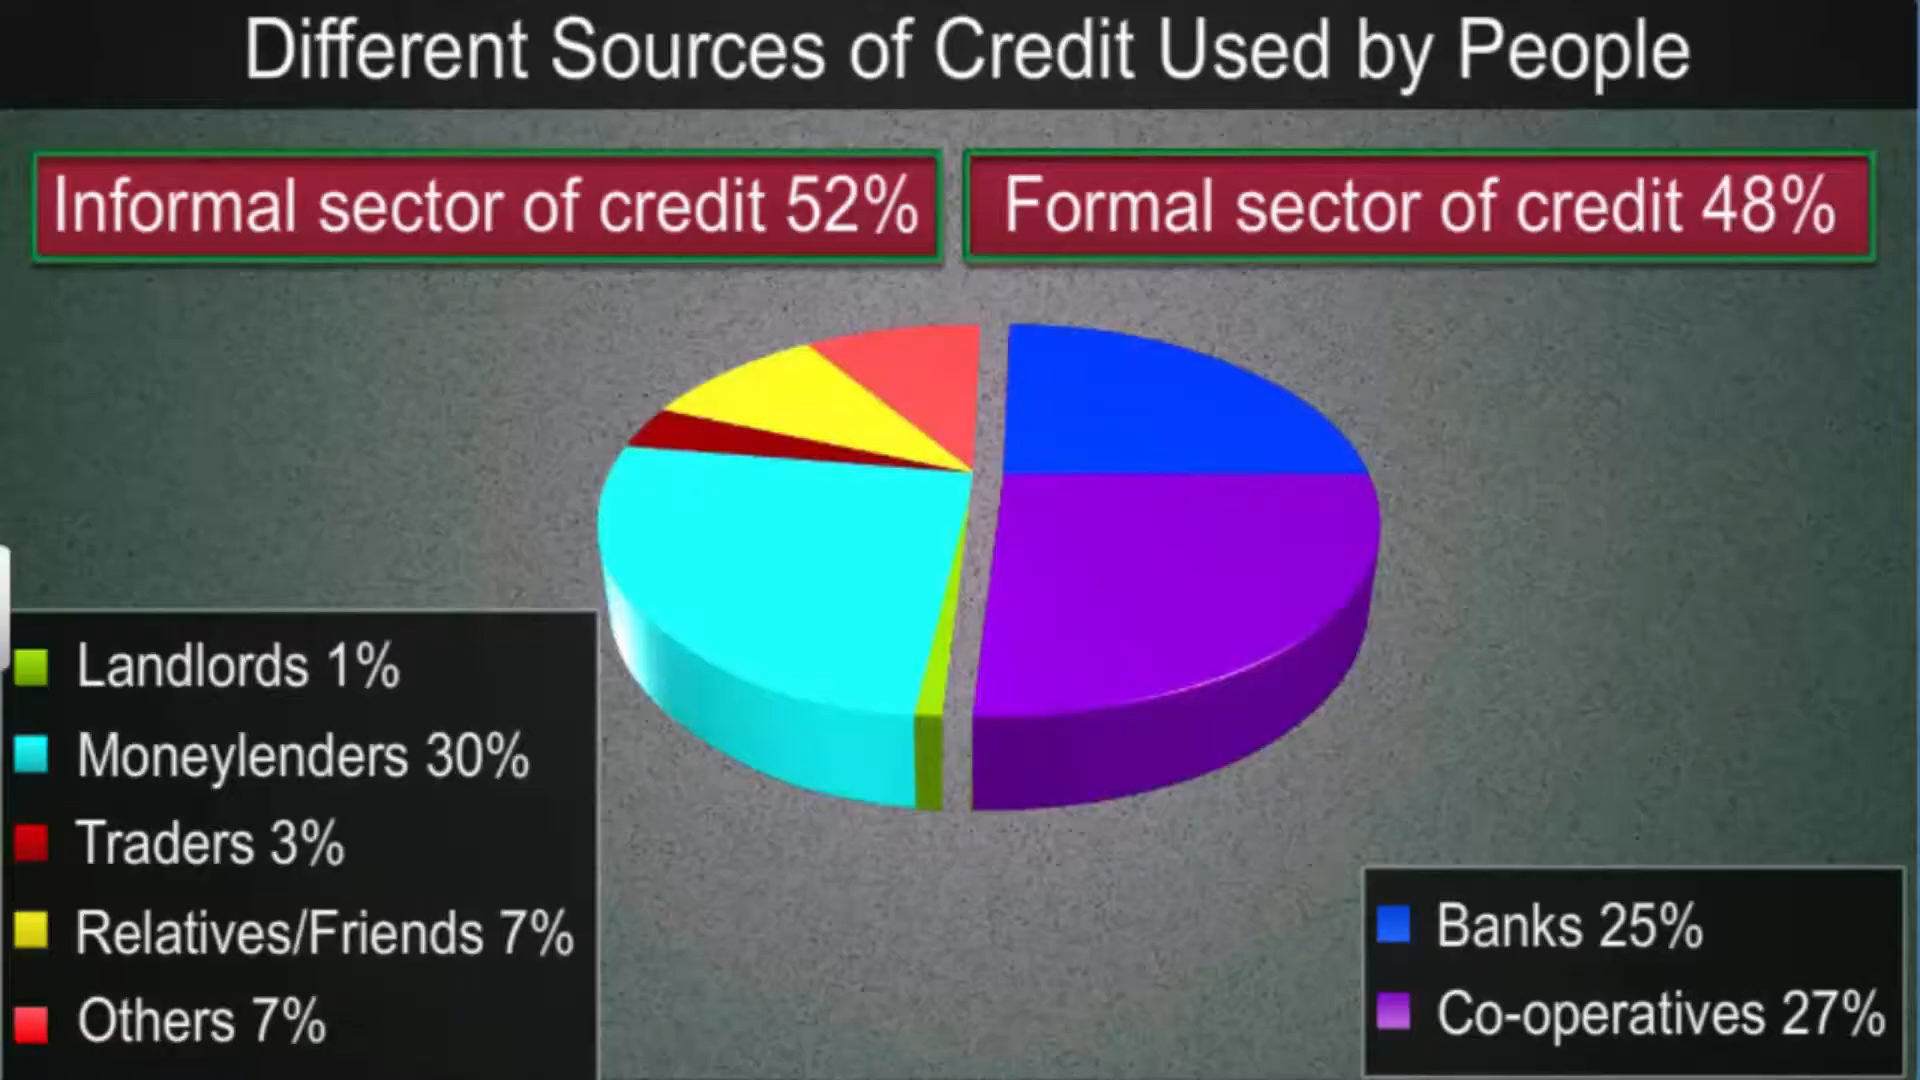 Different Sources of Credit Used by People
Informal sector of credit 52%
Formal sector of credit 48%
Landlords 1%
Moneylenders 30%
Traders 3%
Relatives/Friends 7%
Others 7%
Banks 25%
Co-operatives 27%